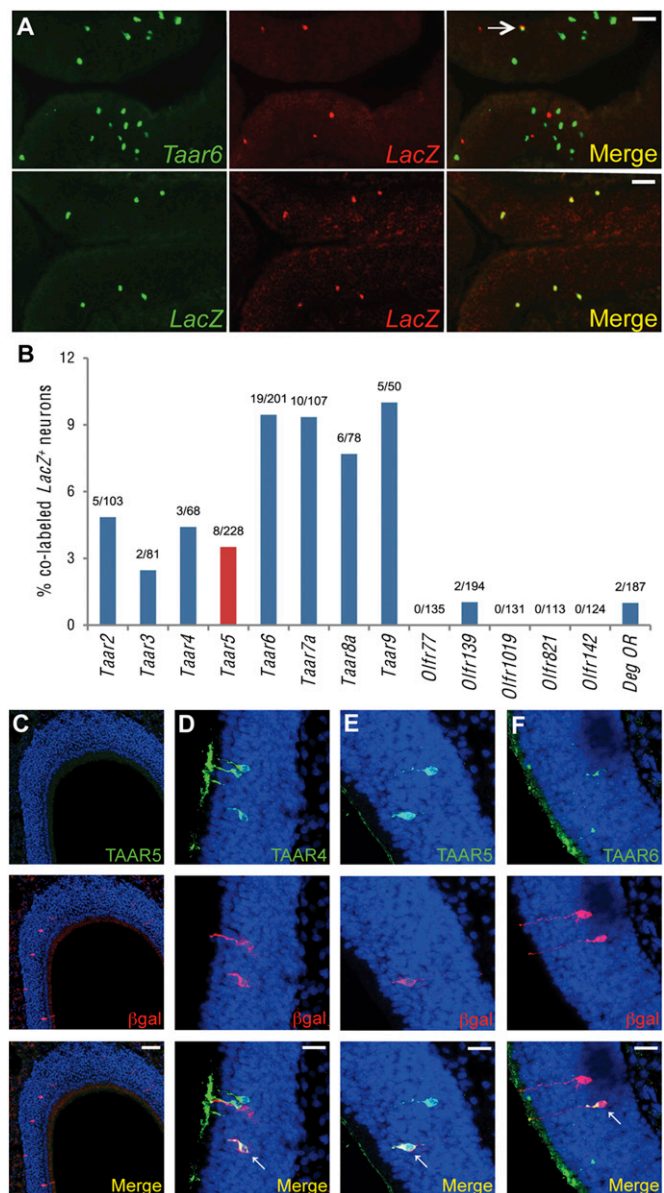 A
Taar6
LacZ
Merge
LacZ
LacZ
Merge
B
% co-labeled LacZ+ neurons
12
9
6
3
0
5/103
2/81
3/68
8/228
19/201
10/107
6/78
5/50
0/135
2/194
0/131
0/113
0/124
2/187
Taar2
Taar3
Taar4
Taar5
Taar6
Taar7a
Taar8a
Taar9
Olfr77
Olfr139
Olfr1019
Olfr821
Olfr142
Deg OR
C
D
E
F
TAAR5
TAAR4
TAAR5
TAAR6
βgal
βgal
βgal
βgal
Merge
Merge
Merge
Merge